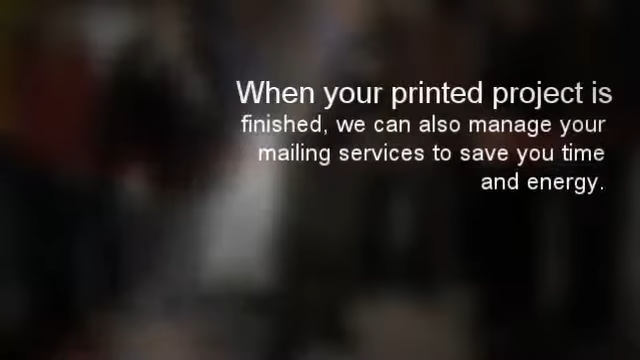 When your printed project is
finished, we can also manage your
mailing services to save you time
and energy.